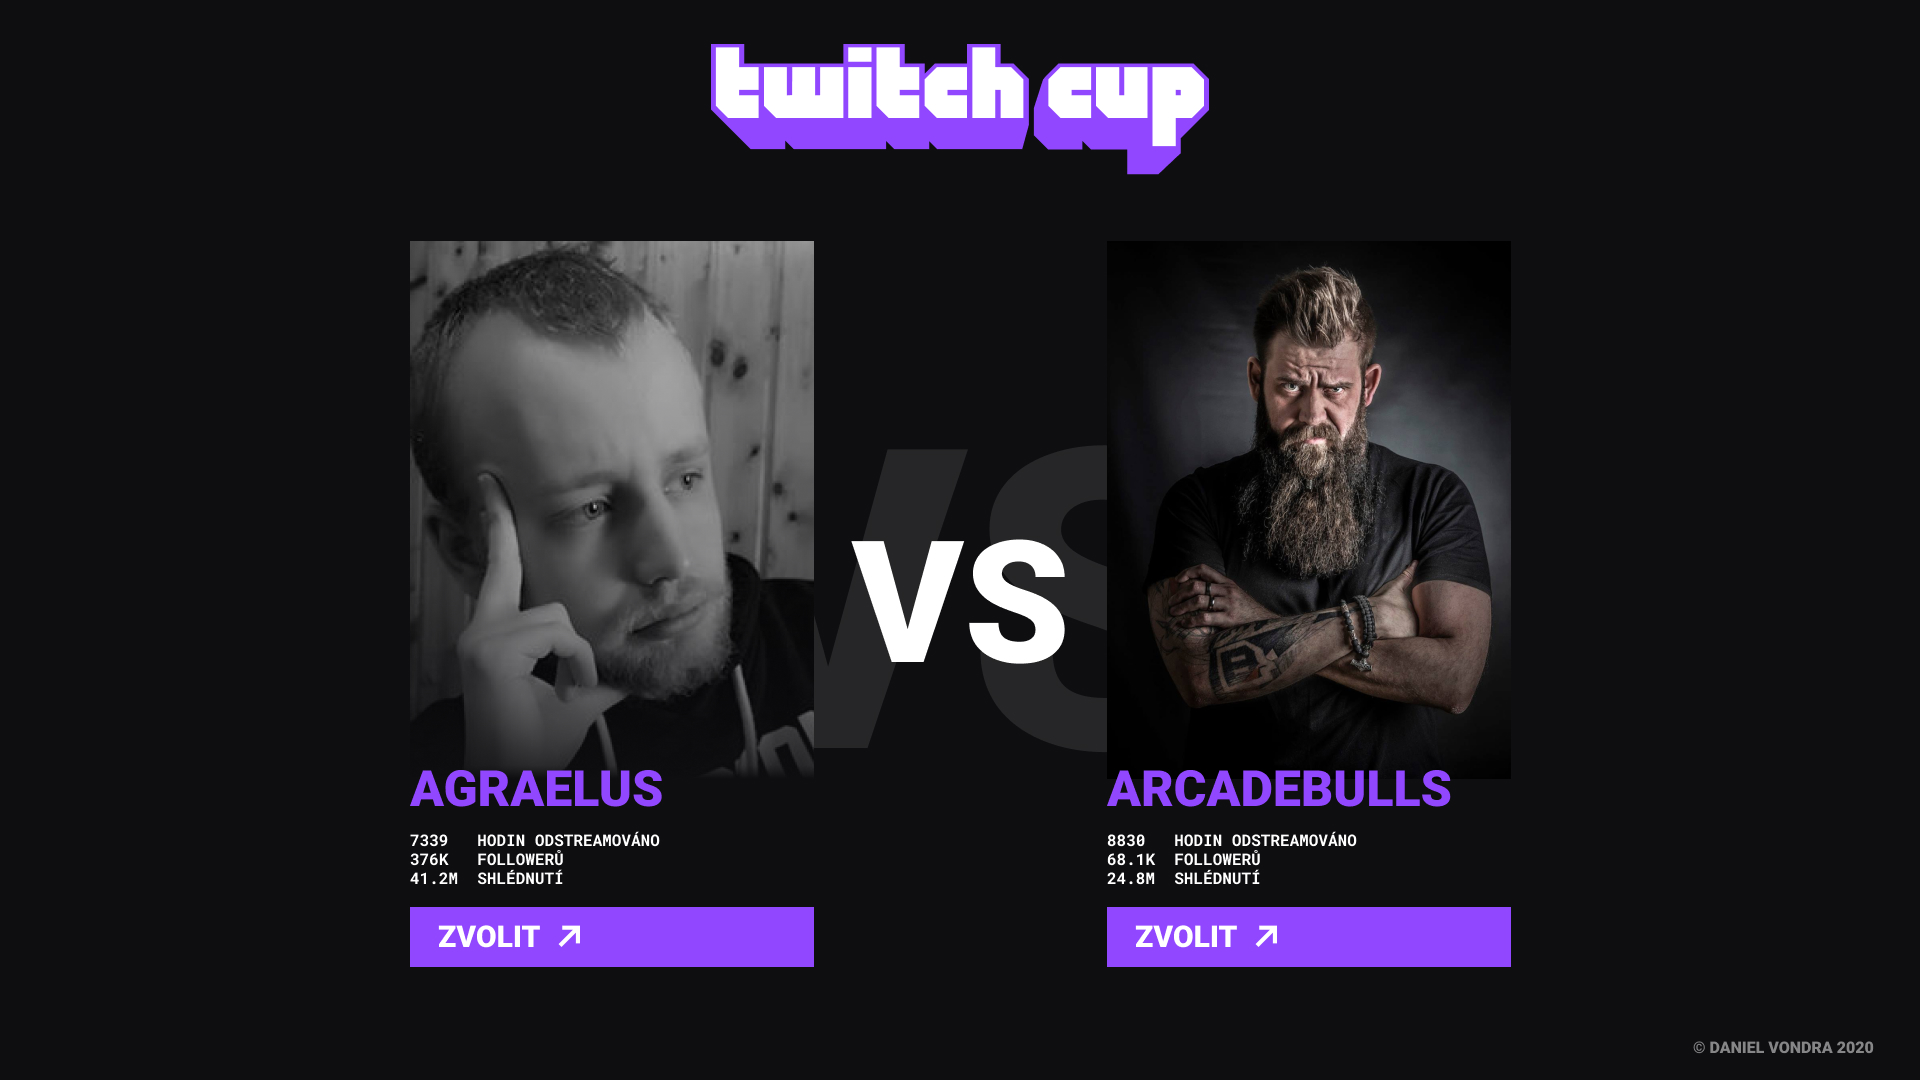 twitch cup
VS
VS
AGRAELUS
7339 HODIN ODSTREAMOVÁNO
376K FOLLOWERŮ
41.2M SHLÉDNUTÍ
ZVOLIT
ARCADEBULLS
8830 HODIN ODSTREAMOVÁNO
68.1K FOLLOWERŮ
24.8M SHLÉDNUTÍ
ZVOLIT
© DANIEL VONDRA 2020